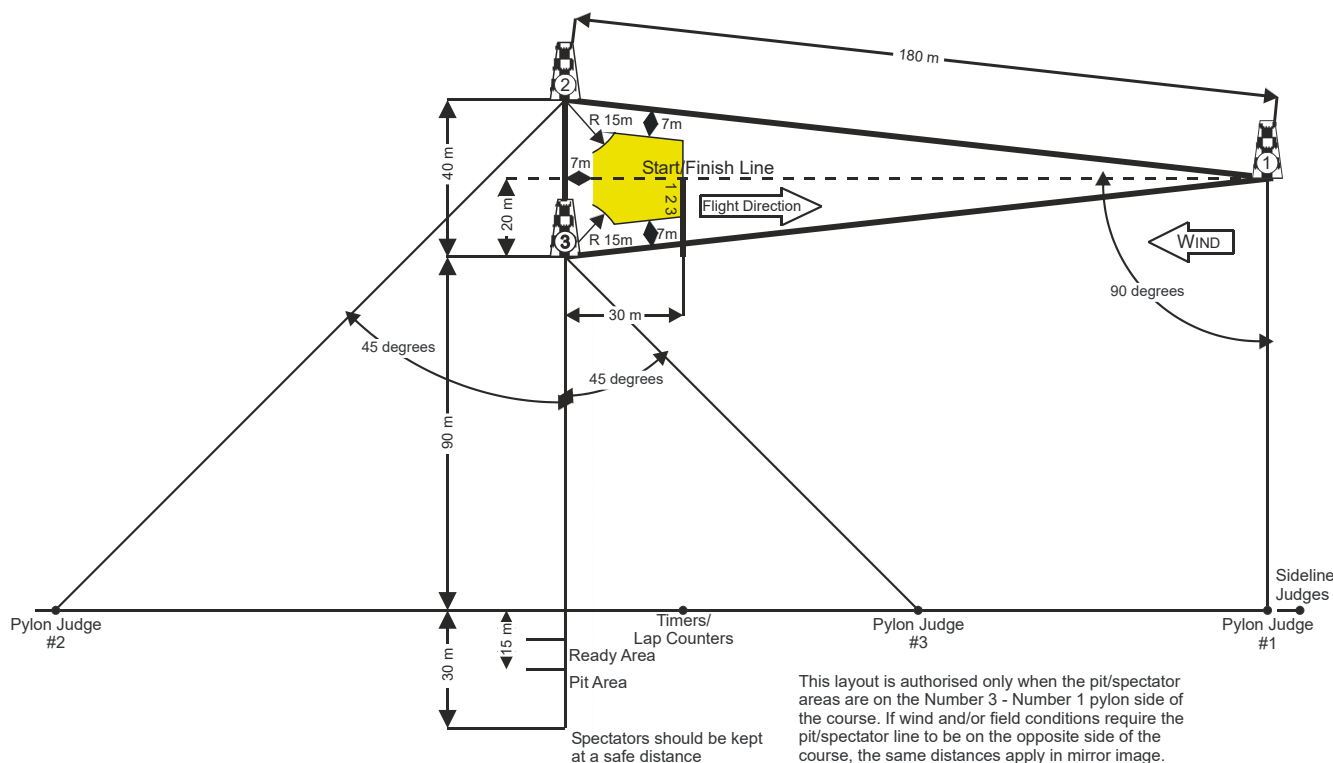 180 m
2
R 15m
7m
1
40 m
7m
Start/Finish Line
1 2 3
20 m
Flight Direction
WIND
3
R 15m
7m
90 degrees
30 m
45 degrees
45 degrees
90 m
Sideline
Judges
Pylon Judge
#2
Timers/
Lap Counters
Pylon Judge
#3
Pylon Judge
#1
15 m
30 m
Ready Area
Pit Area
This layout is authorised only when the pit/spectator
areas are on the Number 3 - Number 1 pylon side of
the course. If wind and/or field conditions require the
pit/spectator line to be on the opposite side of the
course, the same distances apply in mirror image.
Spectators should be kept
at a safe distance